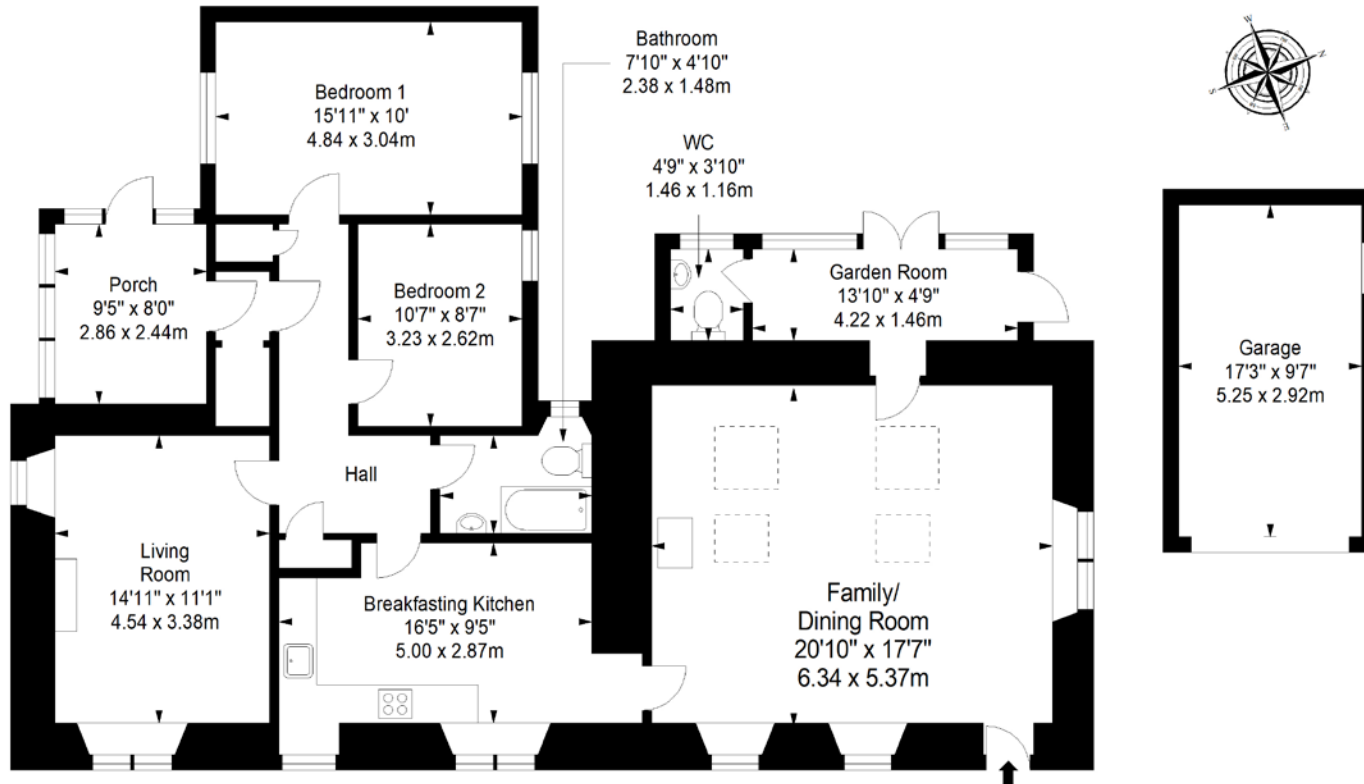 Bedroom 1
15'11" x 10'
4.84 x 3.04m
Bathroom
7'10" x 4'10"
2.38 x 1.48m
WC
4'9" x 3'10"
1.46 x 1.16m
W
N
S
E
Porch
9'5" x 8'0"
2.86 x 2.44m
Bedroom 2
10'7" x 8'7"
3.23 x 2.62m
Garden Room
13'10" x 4'9"
4.22 x 1.46m
Garage
17'3" x 9'7"
5.25 x 2.92m
Hall
Living
Room
14'11" x 11'1"
4.54 x 3.38m
Breakfasting Kitchen
16'5" x 9'5"
5.00 x 2.87m
Family/
Dining Room
20'10" x 17'7"
6.34 x 5.37m